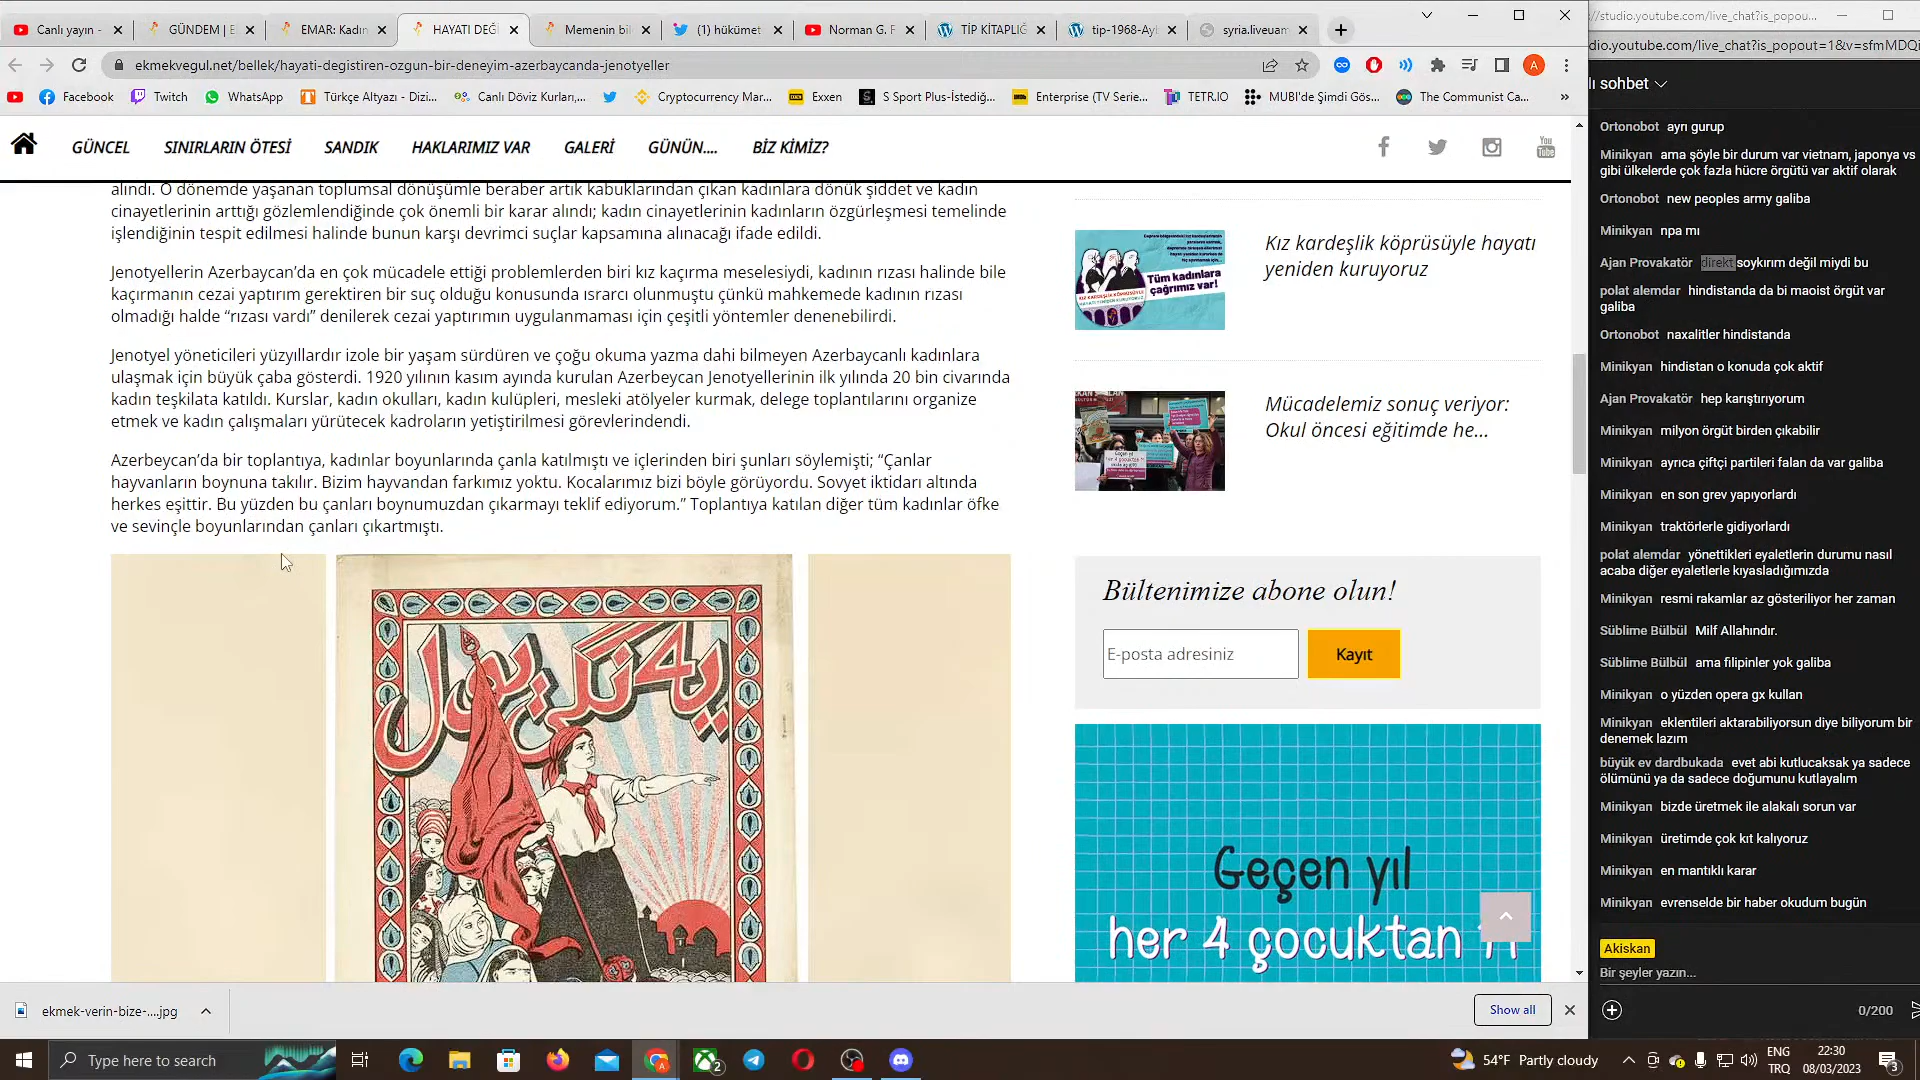 Canlı yayın -
GÜNDEM | E
EMAR: Kadın
HAYATI DEĞİ
Memenin bi
(1) hükümet
Norman G. F
TİP KİTAPLIĞ
tip-1968-Ayl
syria.liveuam
ekmekvegul.net/bellek/hayati-degistiren-ozgun-bir-deneyim-azerbaycanda-jenotyeller
A
Facebook
Twitch
WhatsApp
Türkçe Altyazı - Dizi...
Canlı Döviz Kurları,...
Cryptocurrency Mar...
Exxen
S Sport Plus-İstediğ...
Enterprise (TV Serie...
TETR.IO
MUBI'de Şimdi Gös...
The Communist Ca...
»
GÜNCEL
SINIRLARIN ÖTESİ
SANDIK
HAKLARIMIZ VAR
GALERİ
GÜNÜN....
BİZ KİMİZ?
alındı. O dönemde yaşanan toplumsal dönüşümle beraber artık kabuklarından çıkan kadınlara dönük şiddet ve kadın
cinayetlerinin arttığı gözlemlendiğinde çok önemli bir karar alındı; kadın cinayetlerinin kadınların özgürleşmesi temelinde
işlendiğinin tespit edilmesi halinde bunun karşı devrimci suçlar kapsamına alınacağı ifade edildi.
Jenotyellerin Azerbaycan’da en çok mücadele ettiği problemlerden biri kız kaçırma meselesiydi, kadının rızası halinde bile
kaçırmanın cezai yaptırım gerektiren bir suç olduğu konusunda ısrarcı olunmuştu çünkü mahkemede kadının rızası
olmadığı halde “rızası vardı” denilerek cezai yaptırımın uygulanmaması için çeşitli yöntemler denenebilirdi.
Jenotyel yöneticileri yüzyıllardır izole bir yaşam sürdüren ve çoğu okuma yazma dahi bilmeyen Azerbaycanlı kadınlara
ulaşmak için büyük çaba gösterdi. 1920 yılının kasım ayında kurulan Azerbeycan Jenotyellerinin ilk yılında 20 bin civarında
kadın teşkilata katıldı. Kurslar, kadın okulları, kadın kulüpleri, mesleki atölyeler kurmak, delege toplantılarını organize
etmek ve kadın çalışmaları yürütecek kadroların yetiştirilmesi görevlerindendi.
Azerbeycan’da bir toplantıya, kadınlar boyunlarında çanla katılmıştı ve içlerinden biri şunları söylemişti; “Çanlar
hayvanların boynuna takılır. Bizim hayvandan farkımız yoktu. Kocalarımız bizi böyle görüyordu. Sovyet iktidarı altında
herkes eşittir. Bu yüzden bu çanları boynumuzdan çıkarmayı teklif ediyorum.” Toplantıya katılan diğer tüm kadınlar öfke
ve sevinçle boyunlarından çanları çıkartmıştı.
Tüm kadınlara
çağrımız var!
Kız kardeşlik köprüsüyle hayatı
yeniden kuruyoruz
Mücadelemiz sonuç veriyor:
Okul öncesi eğitimde he...
Bültenimize abone olun!
E-posta adresiniz
Kayıt
Geçen yıl
her 4 çocuktan
://studio.youtube.com/live_chat?is_popou...
dio.youtube.com/live_chat?is_popout=1&v=sfmMDQi
lı sohbet
Ortonobot ayrı gurup
Minikyan ama şöyle bir durum var vietnam, japonya vs
gibi ülkelerde çok fazla hücre örgütü var aktif olarak
Ortonobot new peoples army galiba
Minikyan npa mı
Ajan Provakatör direkt soykırım değil miydi bu
polat alemdar hindistanda da bi maoist örgüt var
galiba
Ortonobot naxalitler hindistanda
Minikyan hindistan o konuda çok aktif
Ajan Provakatör hep karıştırıyorum
Minikyan milyon örgüt birden çıkabilir
Minikyan ayrıca çiftçi partileri falan da var galiba
Minikyan en son grev yapıyorlardı
Minikyan traktörlerle gidiyorlardı
polat alemdar yönettikleri eyaletlerin durumu nasıl
acaba diğer eyaletlerle kıyasladığımızda
Minikyan resmi rakamlar az gösteriliyor her zaman
Süblime Bülbül Milf Allahındır.
Süblime Bülbül ama filipinler yok galiba
Minikyan o yüzden opera gx kullan
Minikyan eklentileri aktarabiliyorsun diye biliyorum bir
denemek lazım
büyük ev dardbukada evet abi kutlucaksak ya sadece
ölümünü ya da sadece doğumunu kutlayalım
Minikyan bizde üretmek ile alakalı sorun var
Minikyan üretimde çok kıt kalıyoruz
Minikyan en mantıklı karar
Minikyan evrenselde bir haber okudum bugün
Akiskan
Bir şeyler yazın...
0/200
ekmek-verin-bize-....jpg
Show all
Type here to search
2
54°F Partly cloudy
ENG
TRQ
22:30
08/03/2023
3